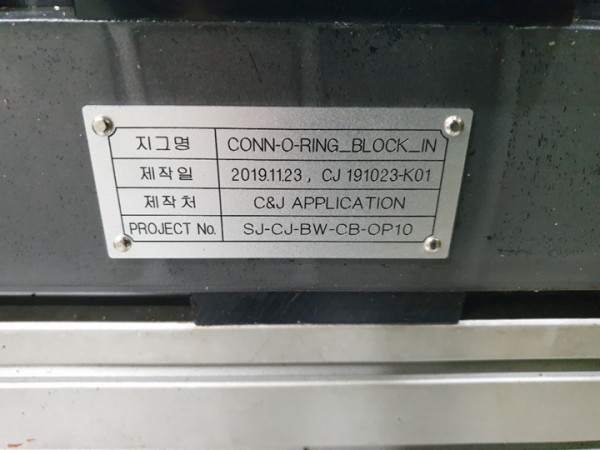 지그명 CONN-O-RING_BLOCK_IN
제작일 2019.11.23, CJ 191023-K01
제작처 C&J APPLICATION
PROJECT No. SJ-CJ-BW-CB-OP10